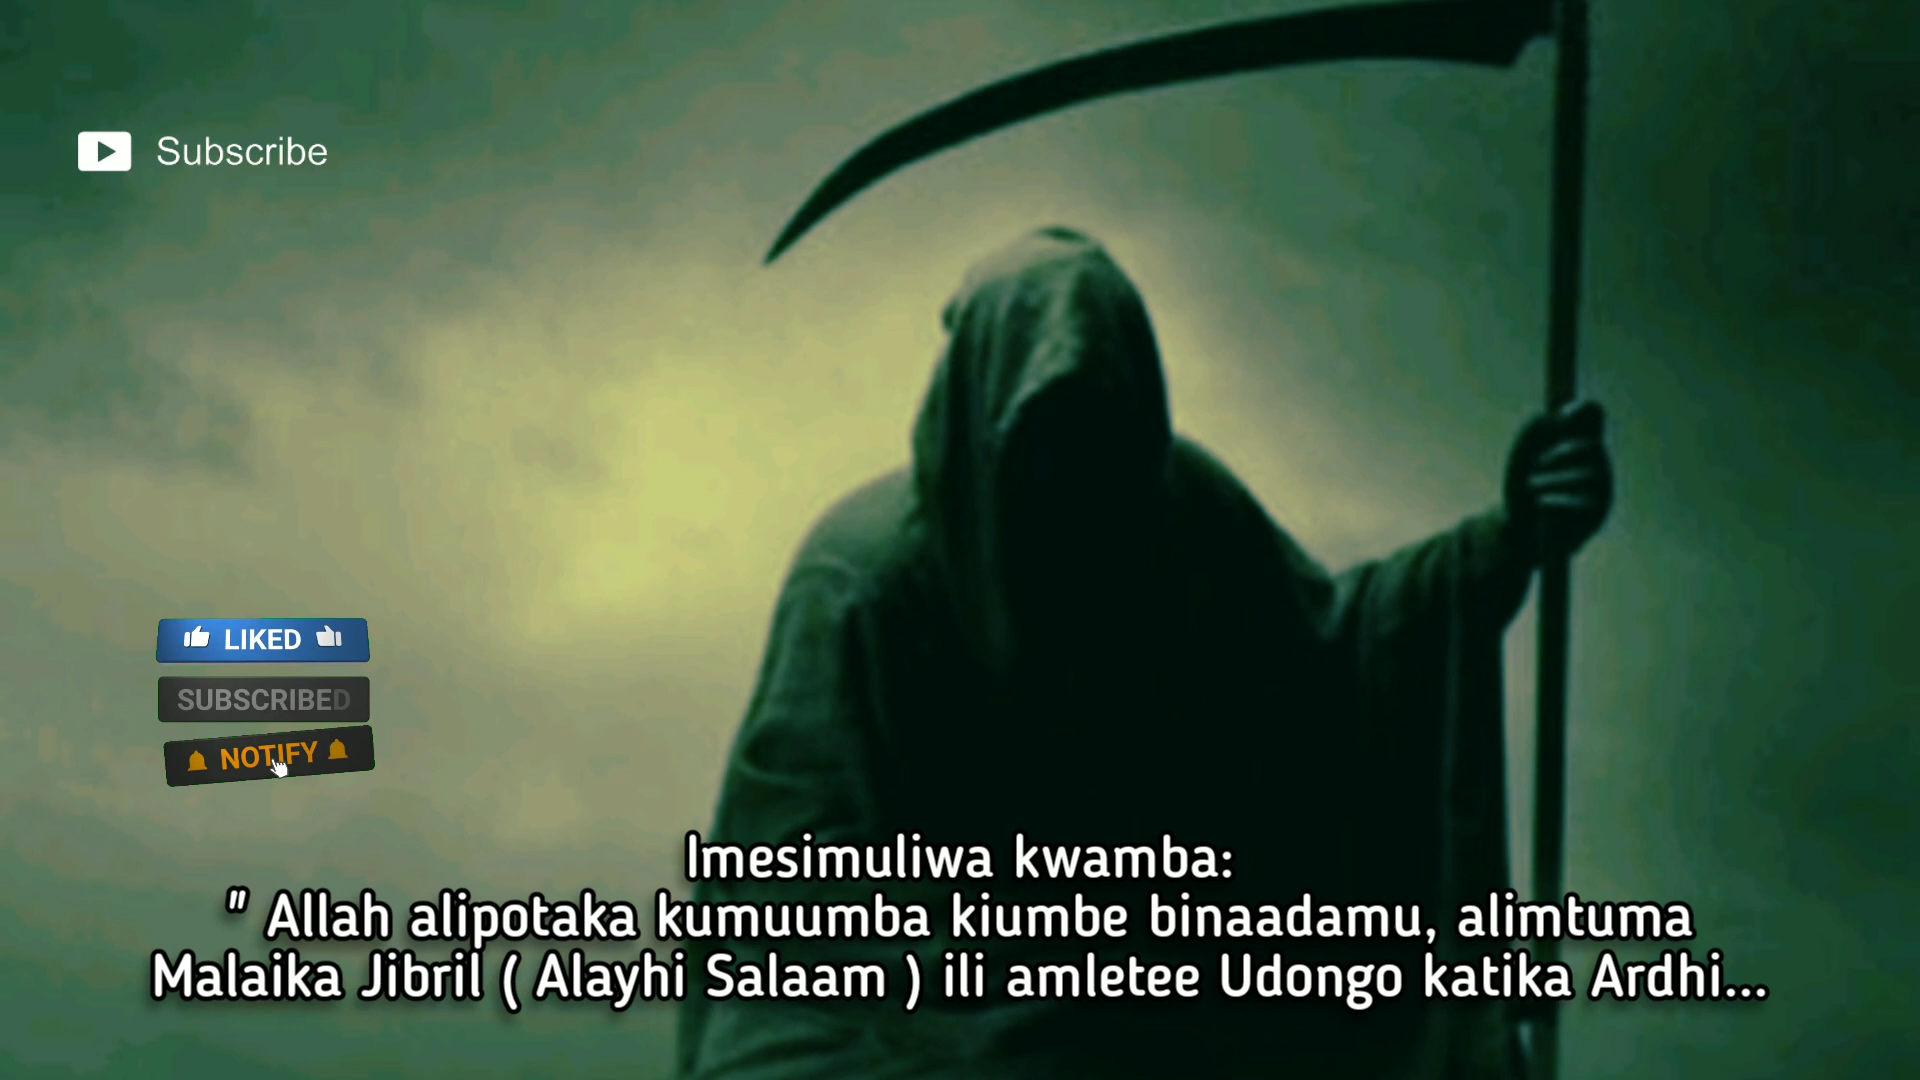 Subscribe
LIKED
SUBSCRIBED
NOTIFY
Imesimuliwa kwamba:
" Allah alipotaka kumuumba kiumbe binaadamu, alimtuma
Malaika Jibril ( Alayhi Salaam ) ili amletee Udongo katika Ardhi...